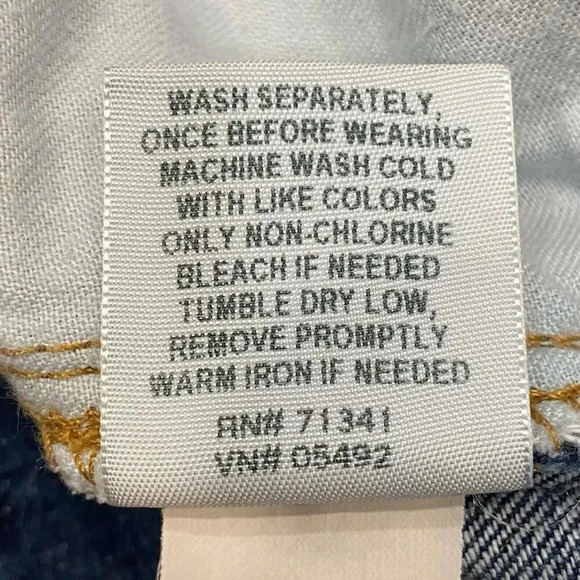 WASH SEPARATELY,
ONCE BEFORE WEARING
MACHINE WASH COLD
WITH LIKE COLORS
ONLY NON-CHLORINE
BLEACH IF NEEDED
TUMBLE DRY LOW,
REMOVE PROMPTLY
WARM IRON IF NEEDED
RN# 71341
VN# 05492